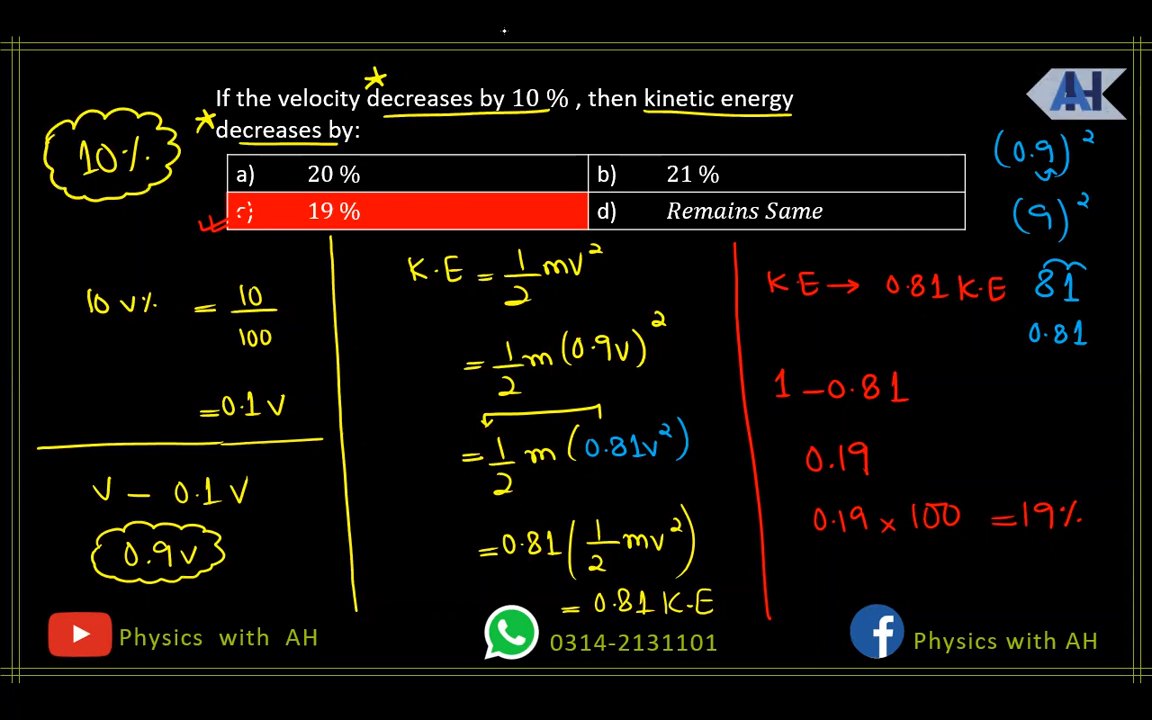 If the velocity decreases by 10 % , then kinetic energy
decreases by:
AH
10%
a) 20 %
b) 21 %
c) 19 %
d) Remains Same
(0.9)²
(9)²
81
0.81
10 v% = 10/100
=0.1v
v - 0.1v
0.9v
K.E = 1/2 mv²
= 1/2 m (0.9v)²
= 1/2 m (0.81v²)
=0.81 (1/2 mv²)
= 0.81 K.E
K.E → 0.81 K.E
1 - 0.81
0.19
0.19 × 100 = 19%
Physics with AH
0314-2131101
Physics with AH